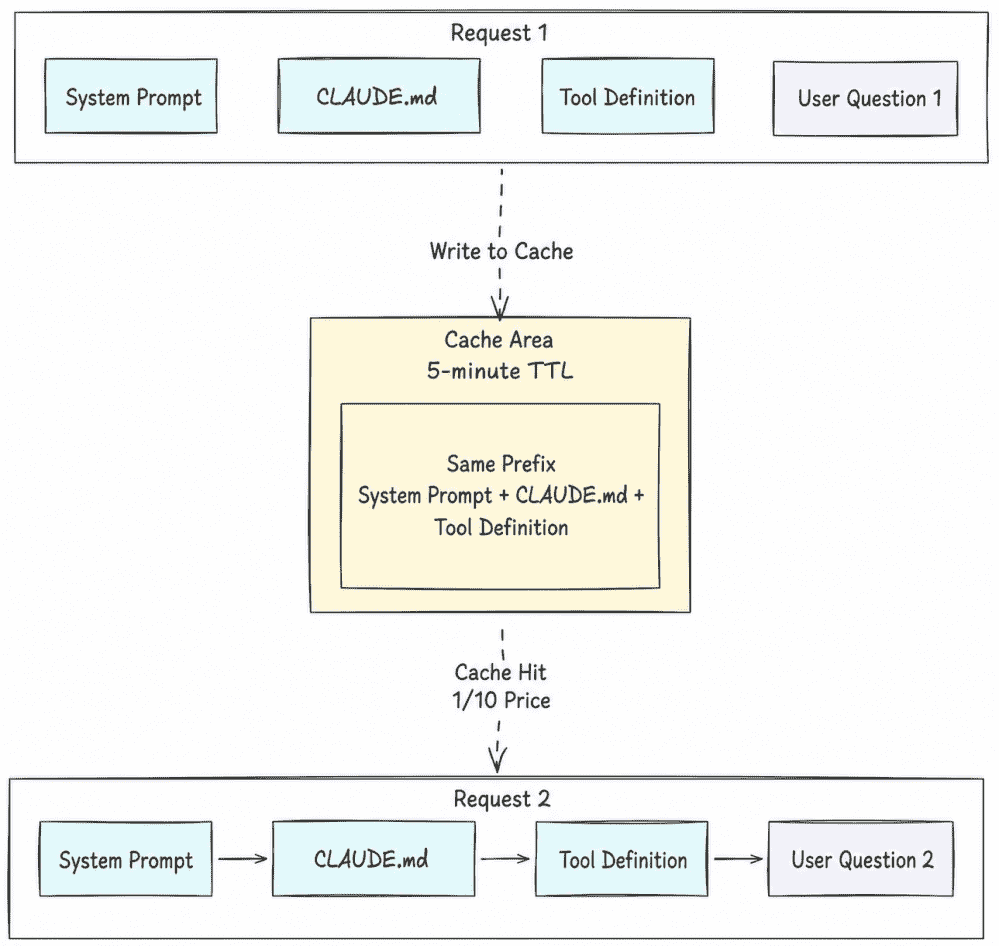 Request 1
System Prompt
CLAUDE.md
Tool Definition
User Question 1
Write to Cache
Cache Area
5-minute TTL
Same Prefix
System Prompt + CLAUDE.md +
Tool Definition
Cache Hit
1/10 Price
Request 2
System Prompt
CLAUDE.md
Tool Definition
User Question 2